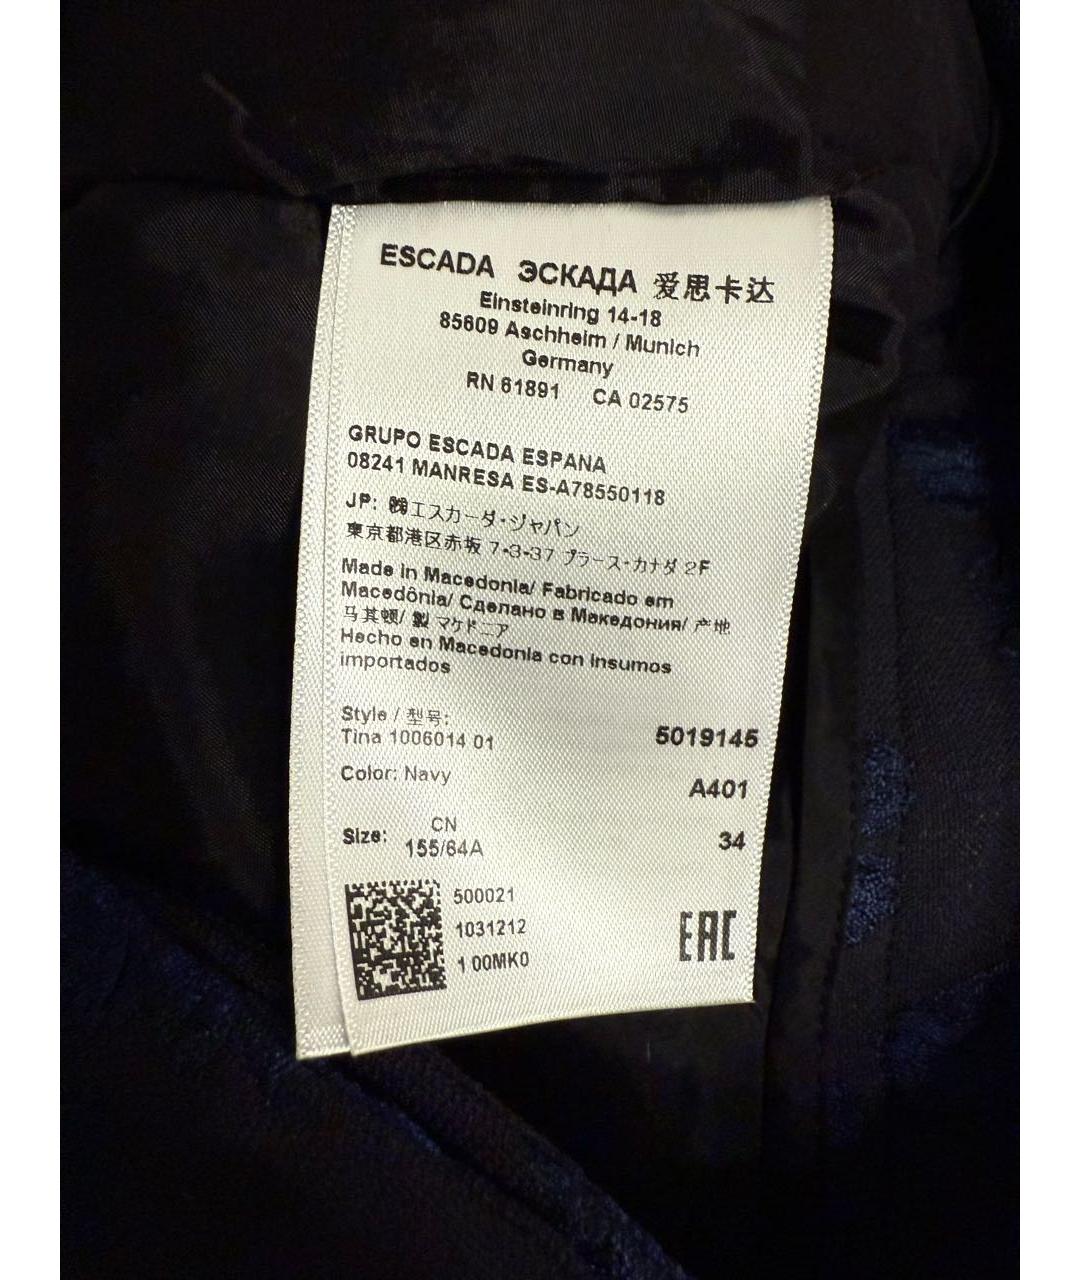 ESCADA ЭСКАДА 爱思卡达
Einsteinring 14-18
85609 Aschheim / Munich
Germany
RN 61891 CA 02575
GRUPO ESCADA ESPANA
08241 MANRESA ES-A78550118
JP: ㈱エスカーダ・ジャパン
東京都港区赤坂 7-3-37 プラース・カナダ 2F
Made in Macedonia/ Fabricado em
Macedônia/ Сделано в Македония/ 产地
马其顿/ 製 マケドニア
Hecho en Macedonia con insumos
importados
Style / 型号:
Tina 1006014 01 5019145
Color: Navy A401
Size: CN 34
155/64A
500021
1031212
1 00MK0
EAC